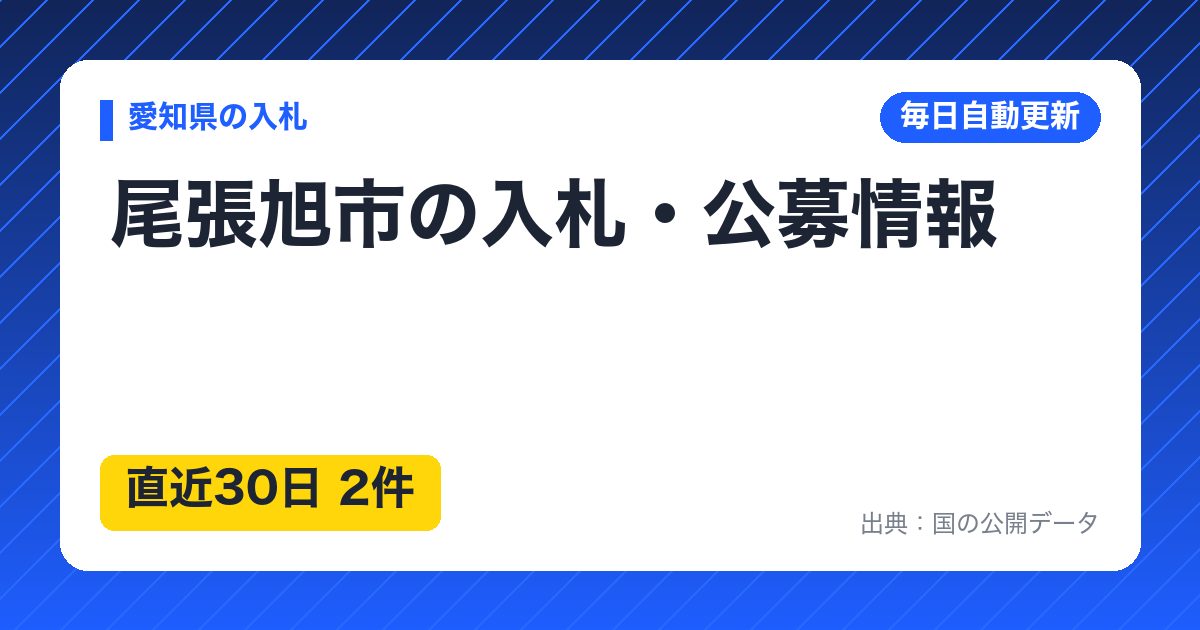 愛知県の入札
毎日自動更新
尾張旭市の入札・公募情報
直近30日 2件
出典：国の公開データ